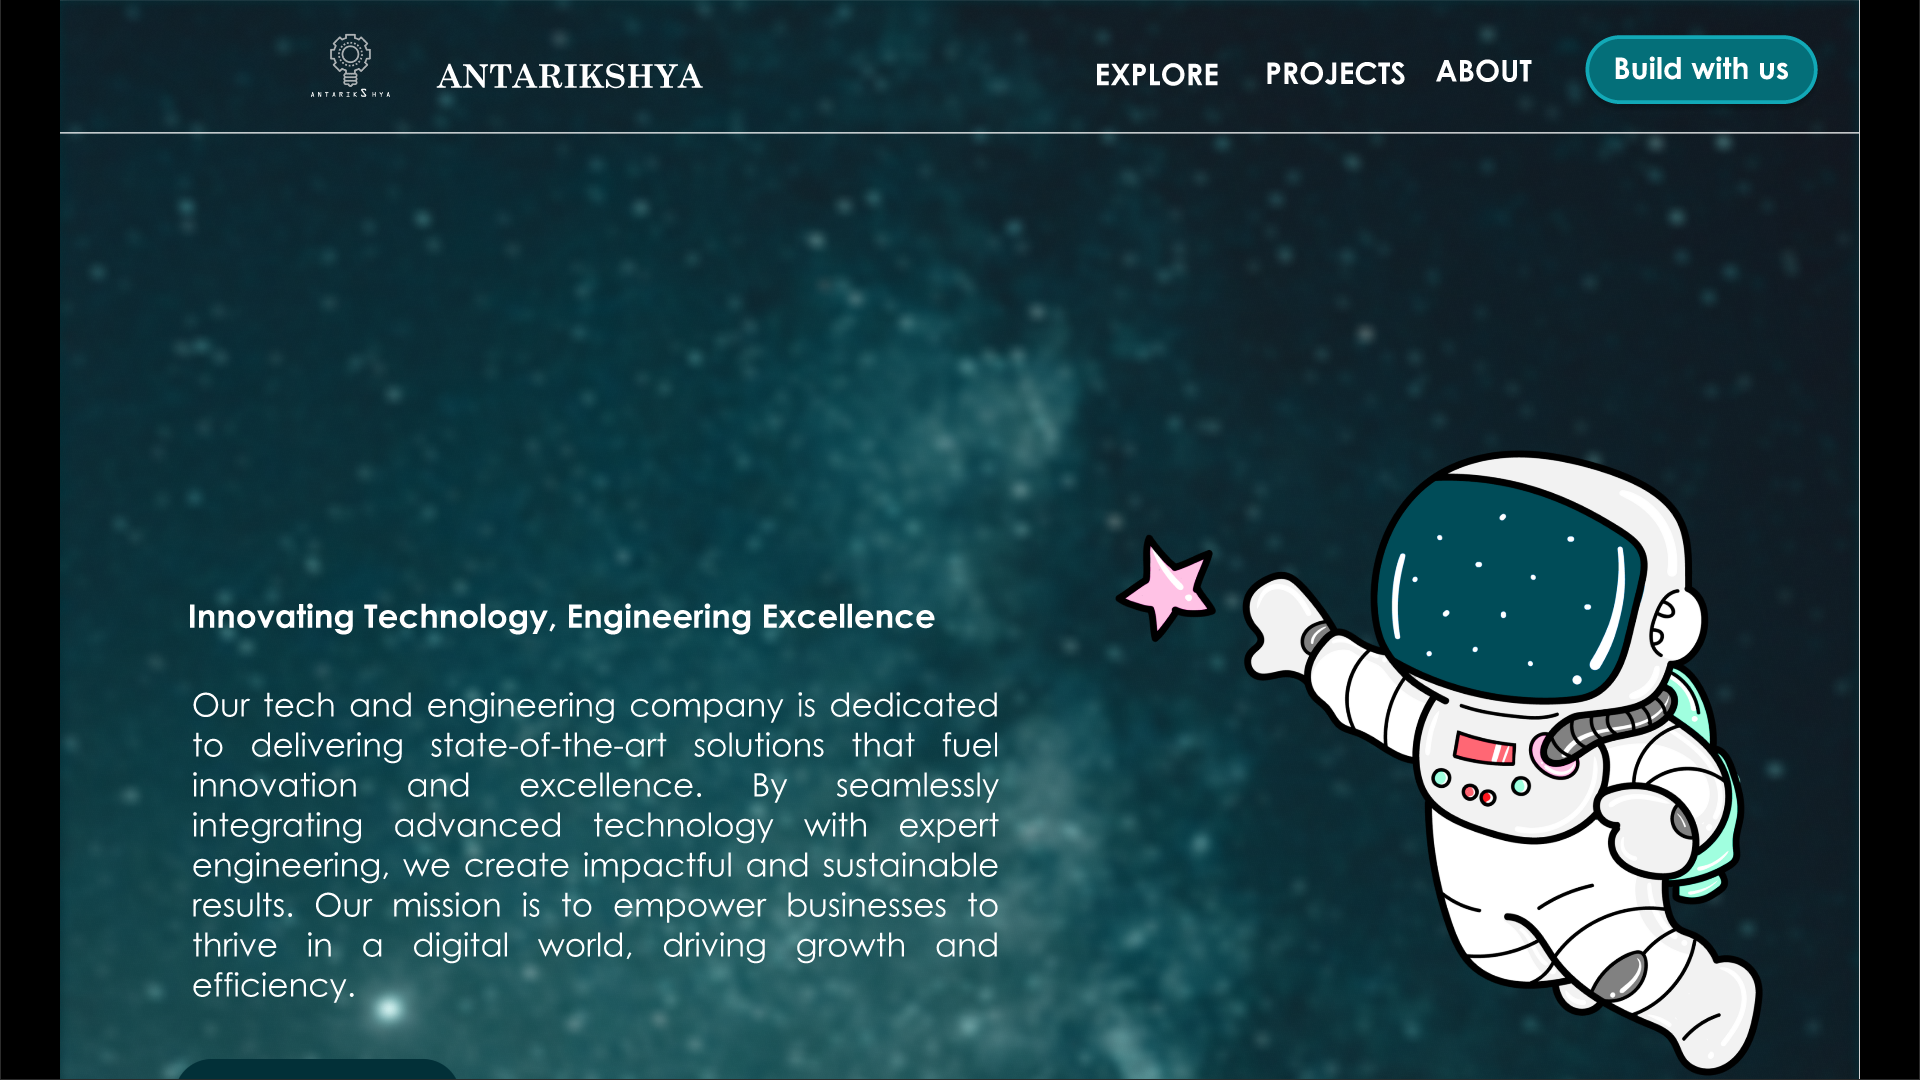 ANTARIKSHYA
ANTARIKSHYA
EXPLORE
PROJECTS
ABOUT
Build with us
Innovating Technology, Engineering Excellence
Our tech and engineering company is dedicated
to delivering state-of-the-art solutions that fuel
innovation and excellence. By seamlessly
integrating advanced technology with expert
engineering, we create impactful and sustainable
results. Our mission is to empower businesses to
thrive in a digital world, driving growth and
efficiency.